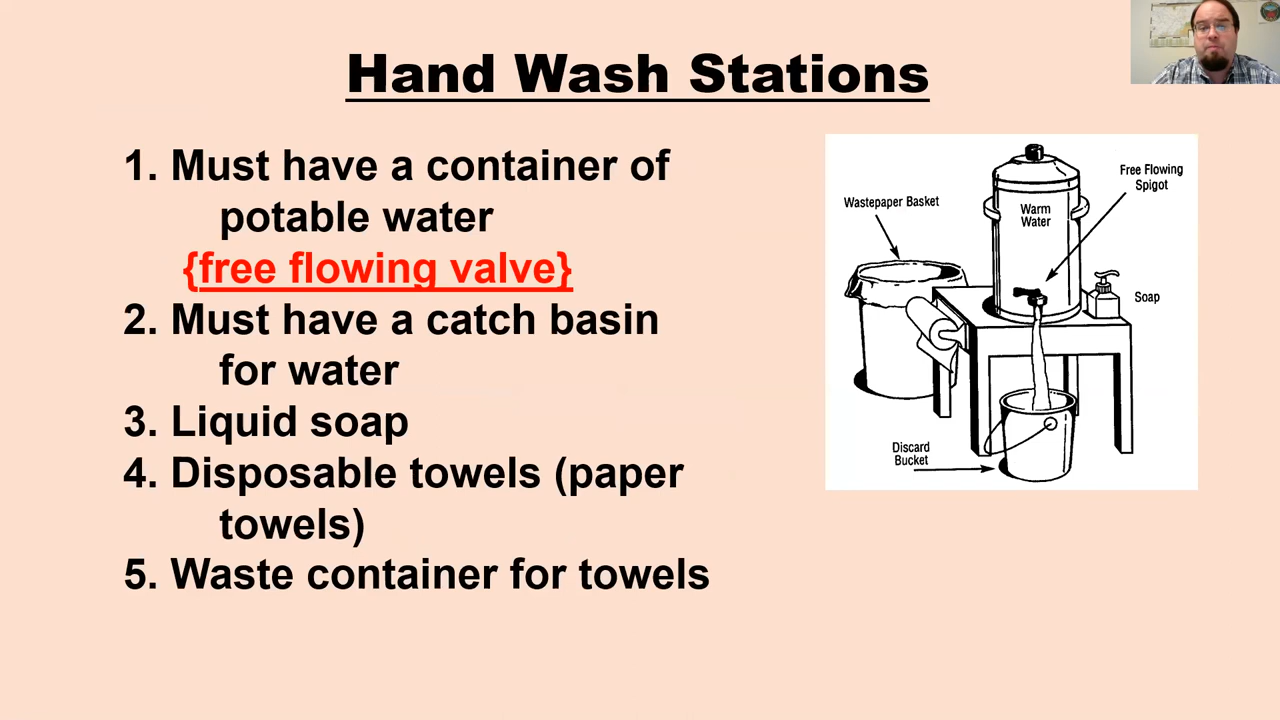 Hand Wash Stations
1. Must have a container of
potable water
{free flowing valve}
2. Must have a catch basin
for water
3. Liquid soap
4. Disposable towels (paper
towels)
5. Waste container for towels
Free Flowing
Spigot
Wastepaper Basket
Warm
Water
Soap
Discard
Bucket